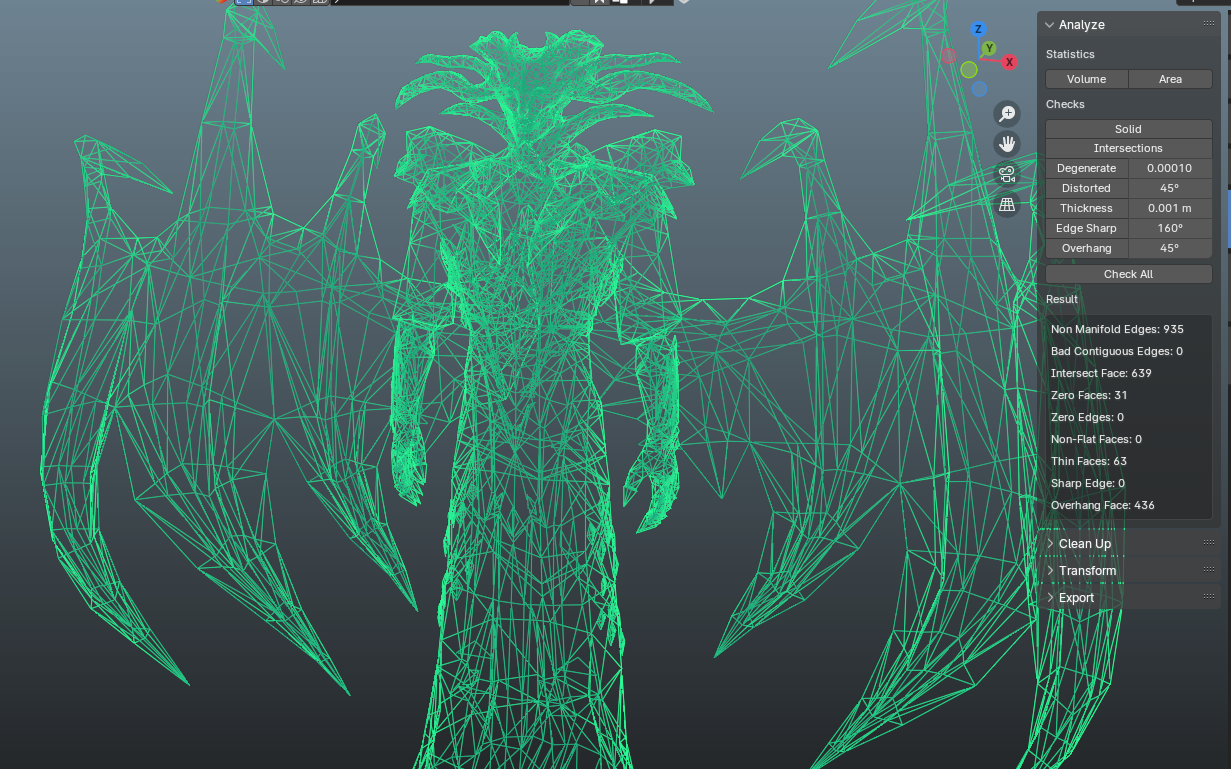 Analyze
Statistics
Volume Area
Checks
Solid
Intersections
Degenerate 0.00010
Distorted 45°
Thickness 0.001 m
Edge Sharp 160°
Overhang 45°
Check All
Result
Non Manifold Edges: 935
Bad Contiguous Edges: 0
Intersect Face: 639
Zero Faces: 31
Zero Edges: 0
Non-Flat Faces: 0
Thin Faces: 63
Sharp Edge: 0
Overhang Face: 436
Clean Up
Transform
Export
Z
Y
X